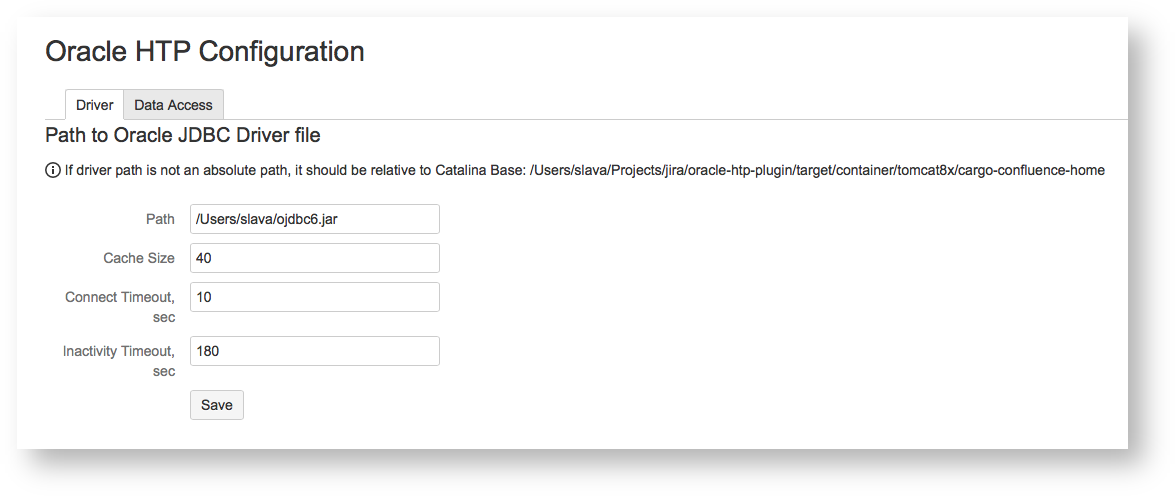 Oracle HTP Configuration
Driver
Data Access
Path to Oracle JDBC Driver file
If driver path is not an absolute path, it should be relative to Catalina Base: /Users/slava/Projects/jira/oracle-htp-plugin/target/container/tomcat8x/cargo-confluence-home
Path
/Users/slava/ojdbc6.jar
Cache Size
40
Connect Timeout,
sec
10
Inactivity Timeout,
sec
180
Save